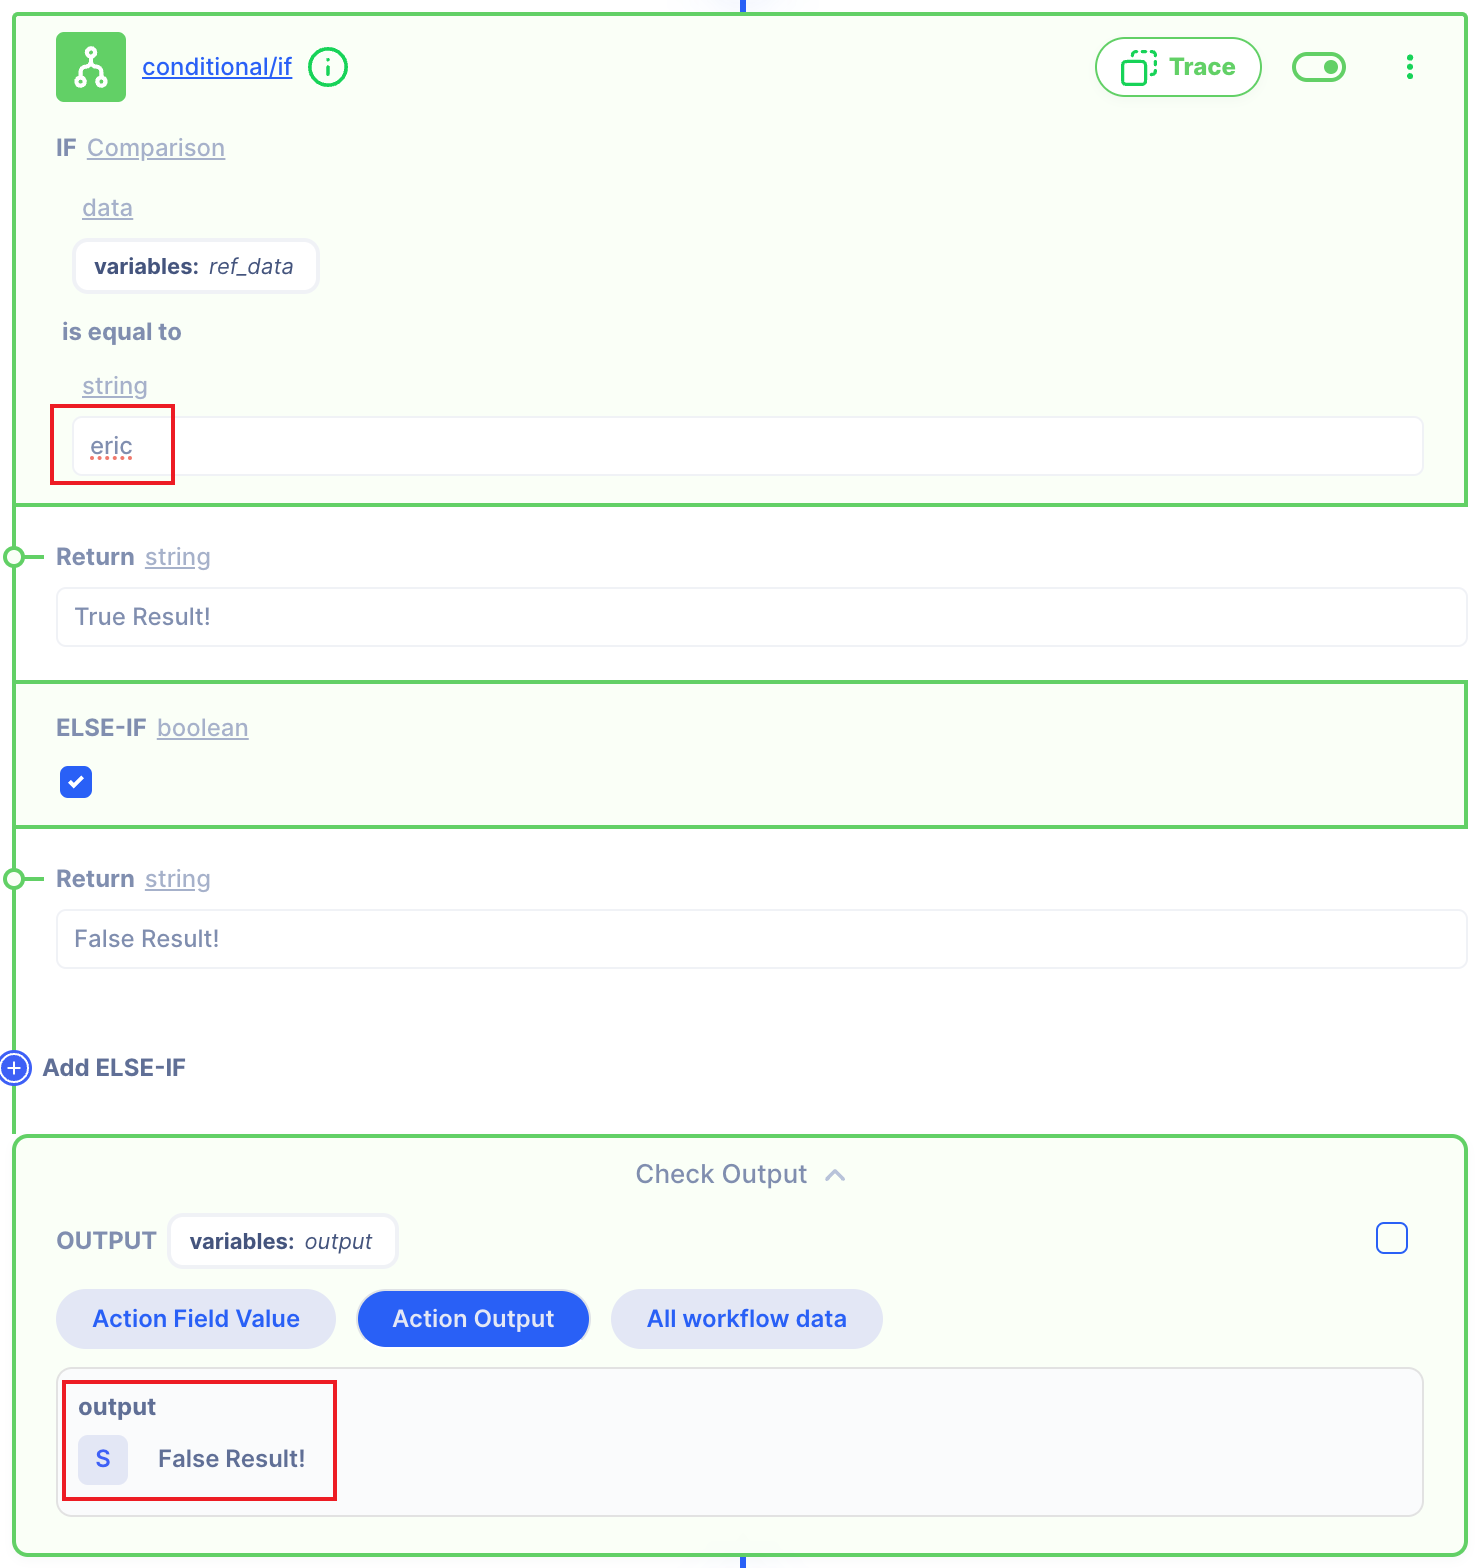 conditional/if
Trace
IF Comparison
data
variables: ref_data
is equal to
string
eric
Return string
True Result!
ELSE-IF boolean
Return string
False Result!
Add ELSE-IF
Check Output
OUTPUT variables: output
Action Field Value Action Output All workflow data
output
S False Result!